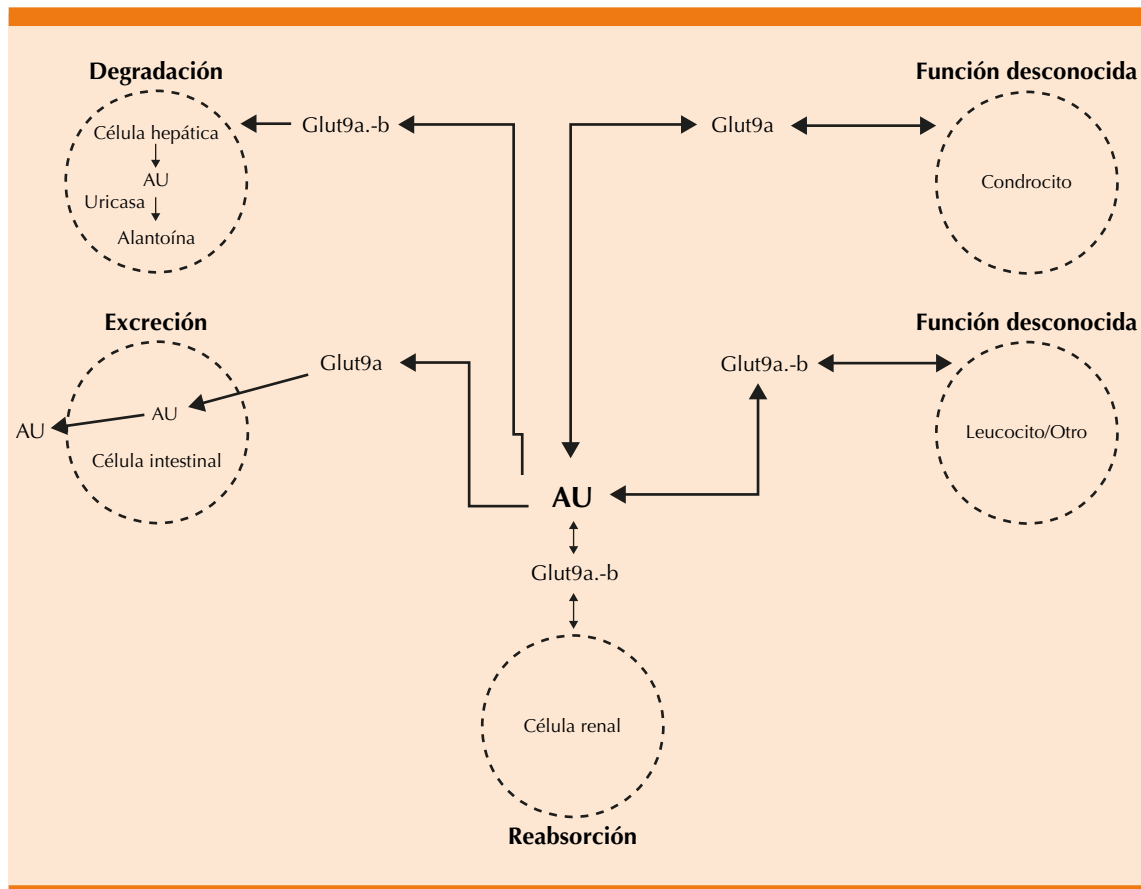 Degradación
Célula hepática
AU
Uricasa
Alantoína
Glut9a.-b
Glut9a
Función desconocida
Condrocito
Excreción
AU
AU
Célula intestinal
Glut9a
Función desconocida
Glut9a.-b
Leucocito/Otro
AU
Glut9a.-b
Célula renal
Reabsorción